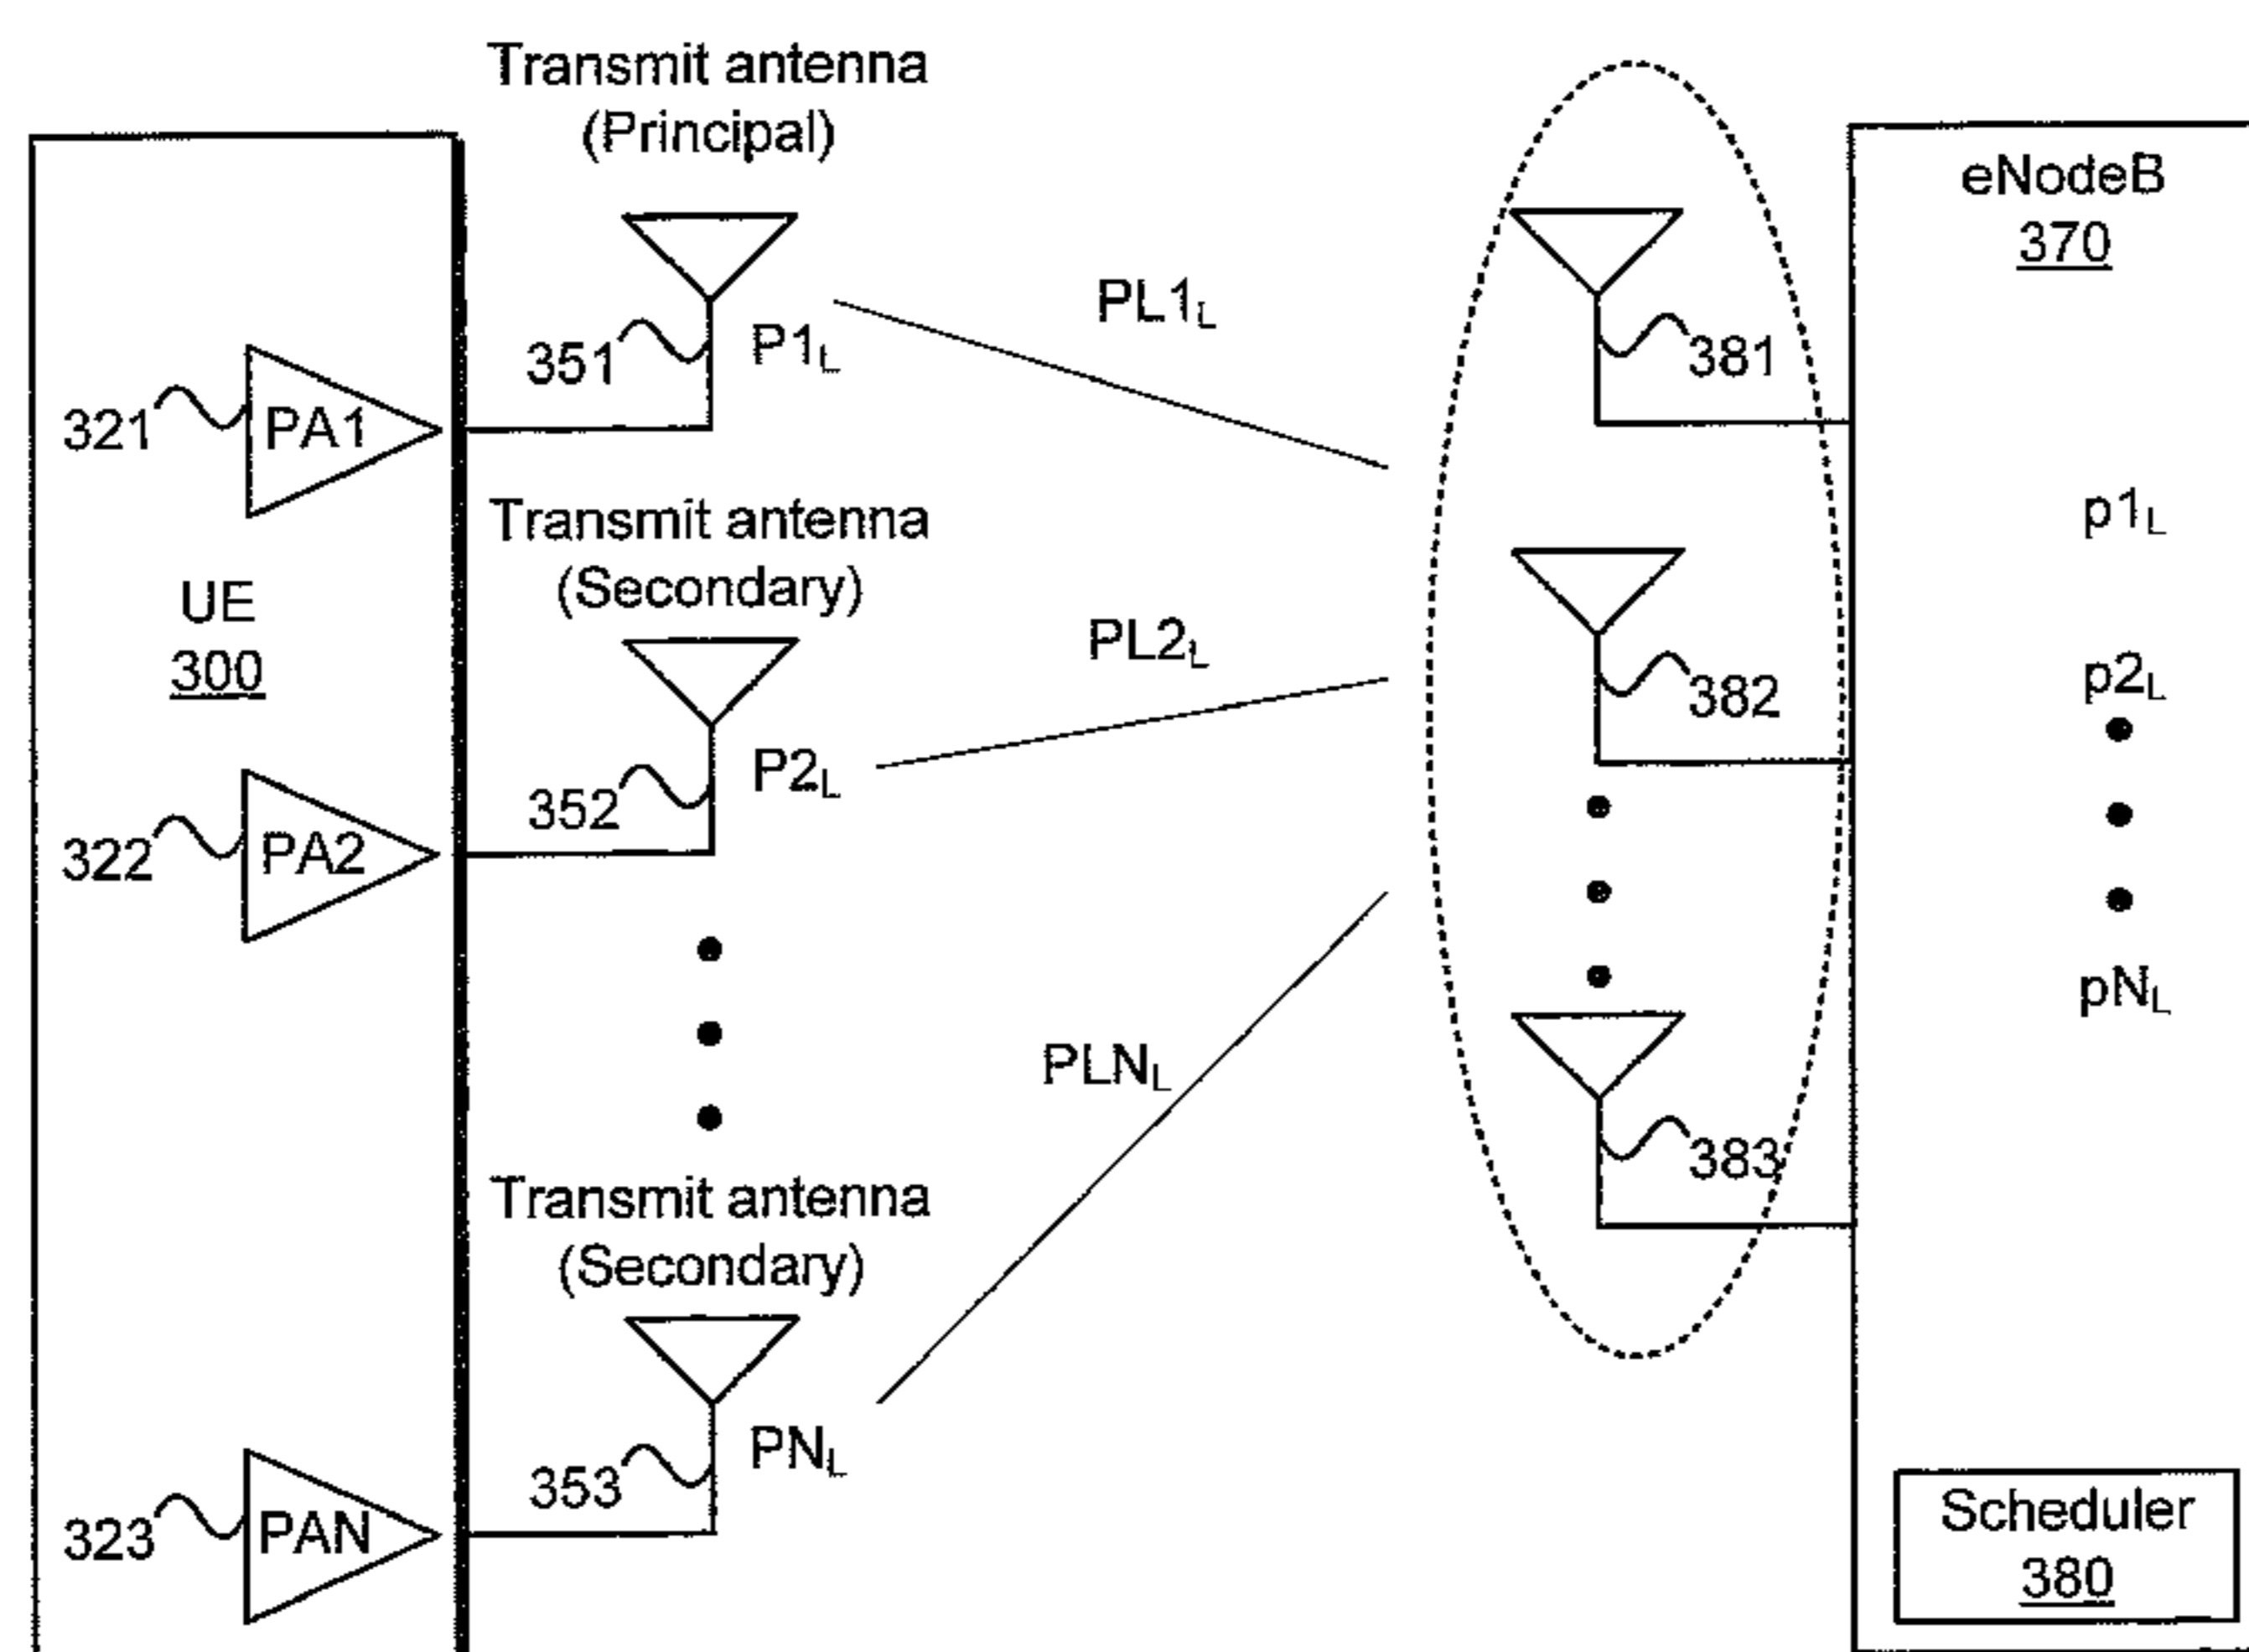 Transmit antenna
(Principal)
eNodeB
370
351
P1L
PL1L
381
321
PA1
Transmit antenna
(Secondary)
p1L
UE
300
PL2L
382
p2L
352
P2L
322
PA2
pNL
PLNL
383
Transmit antenna
(Secondary)
353
PNL
323
PAN
Scheduler
380